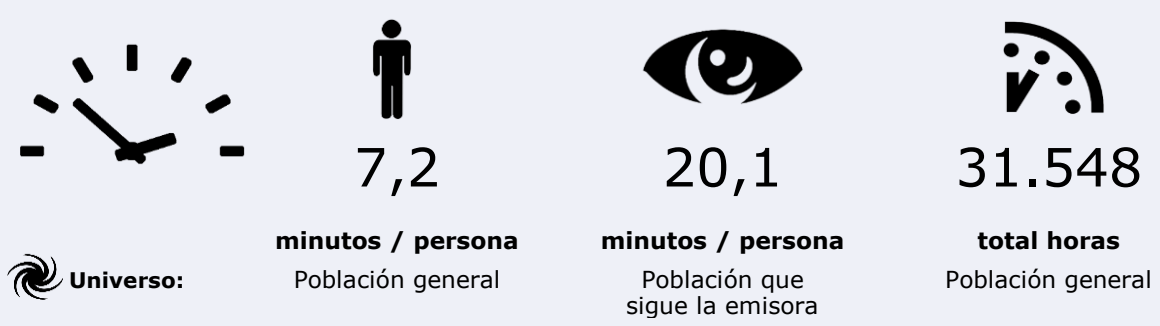 7,2
20,1
31.548
minutos / persona
minutos / persona
total horas
Universo:
Población general
Población que
sigue la emisora
Población general